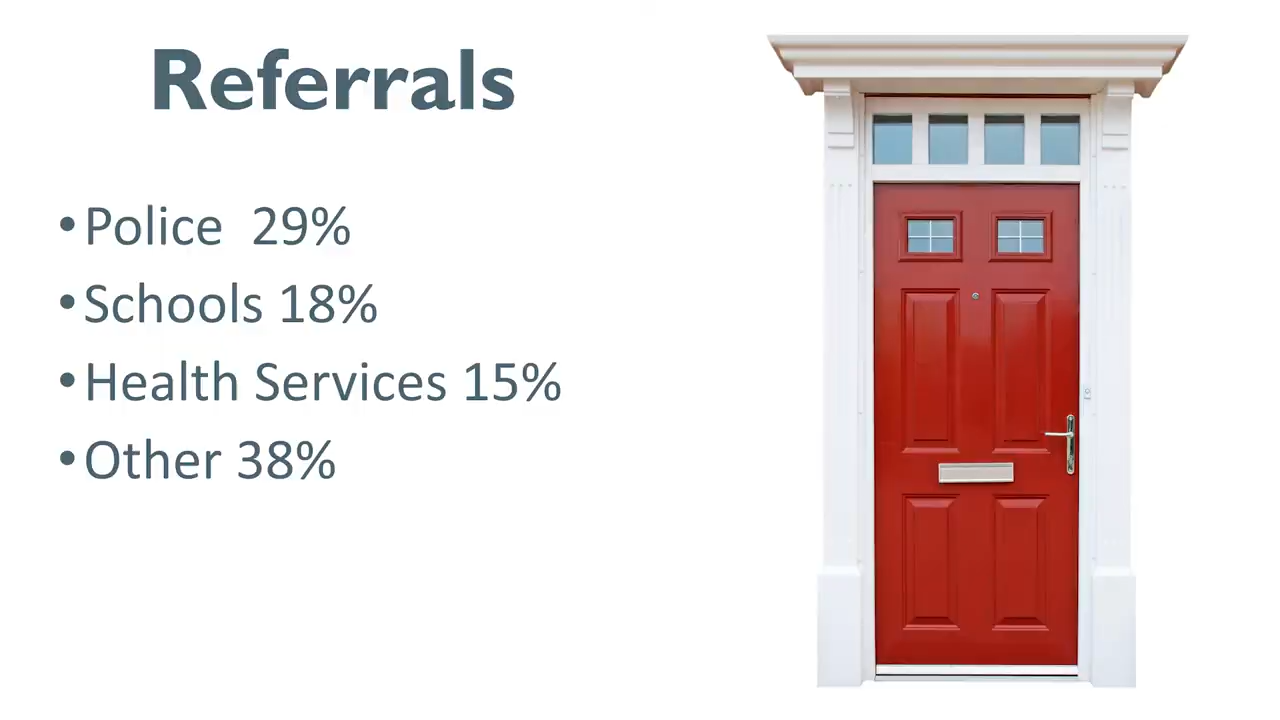 Referrals
•Police  29%
•Schools 18%
•Health Services 15%
•Other 38%